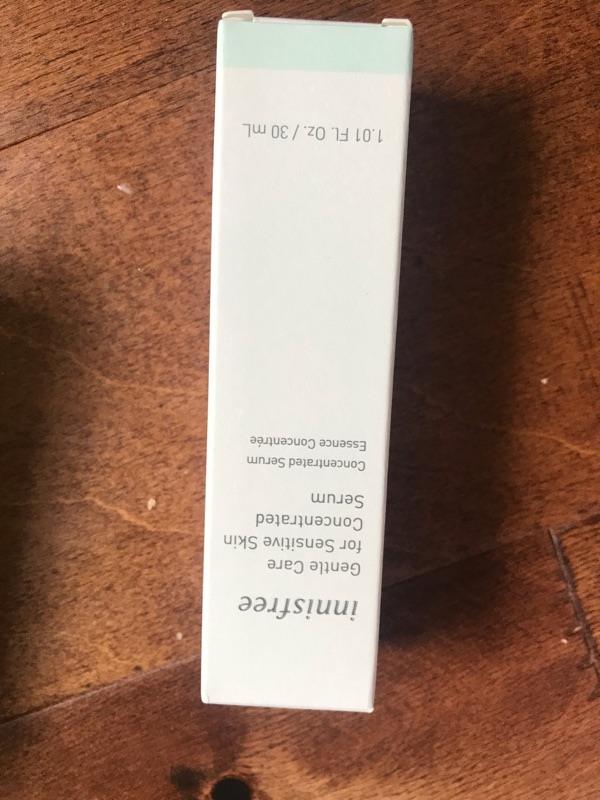 innisfree
Gentle Care
for Sensitive Skin
Concentrated
Serum
Concentrated Serum
Essence Concentrée
1.01 FL. Oz. / 30 mL